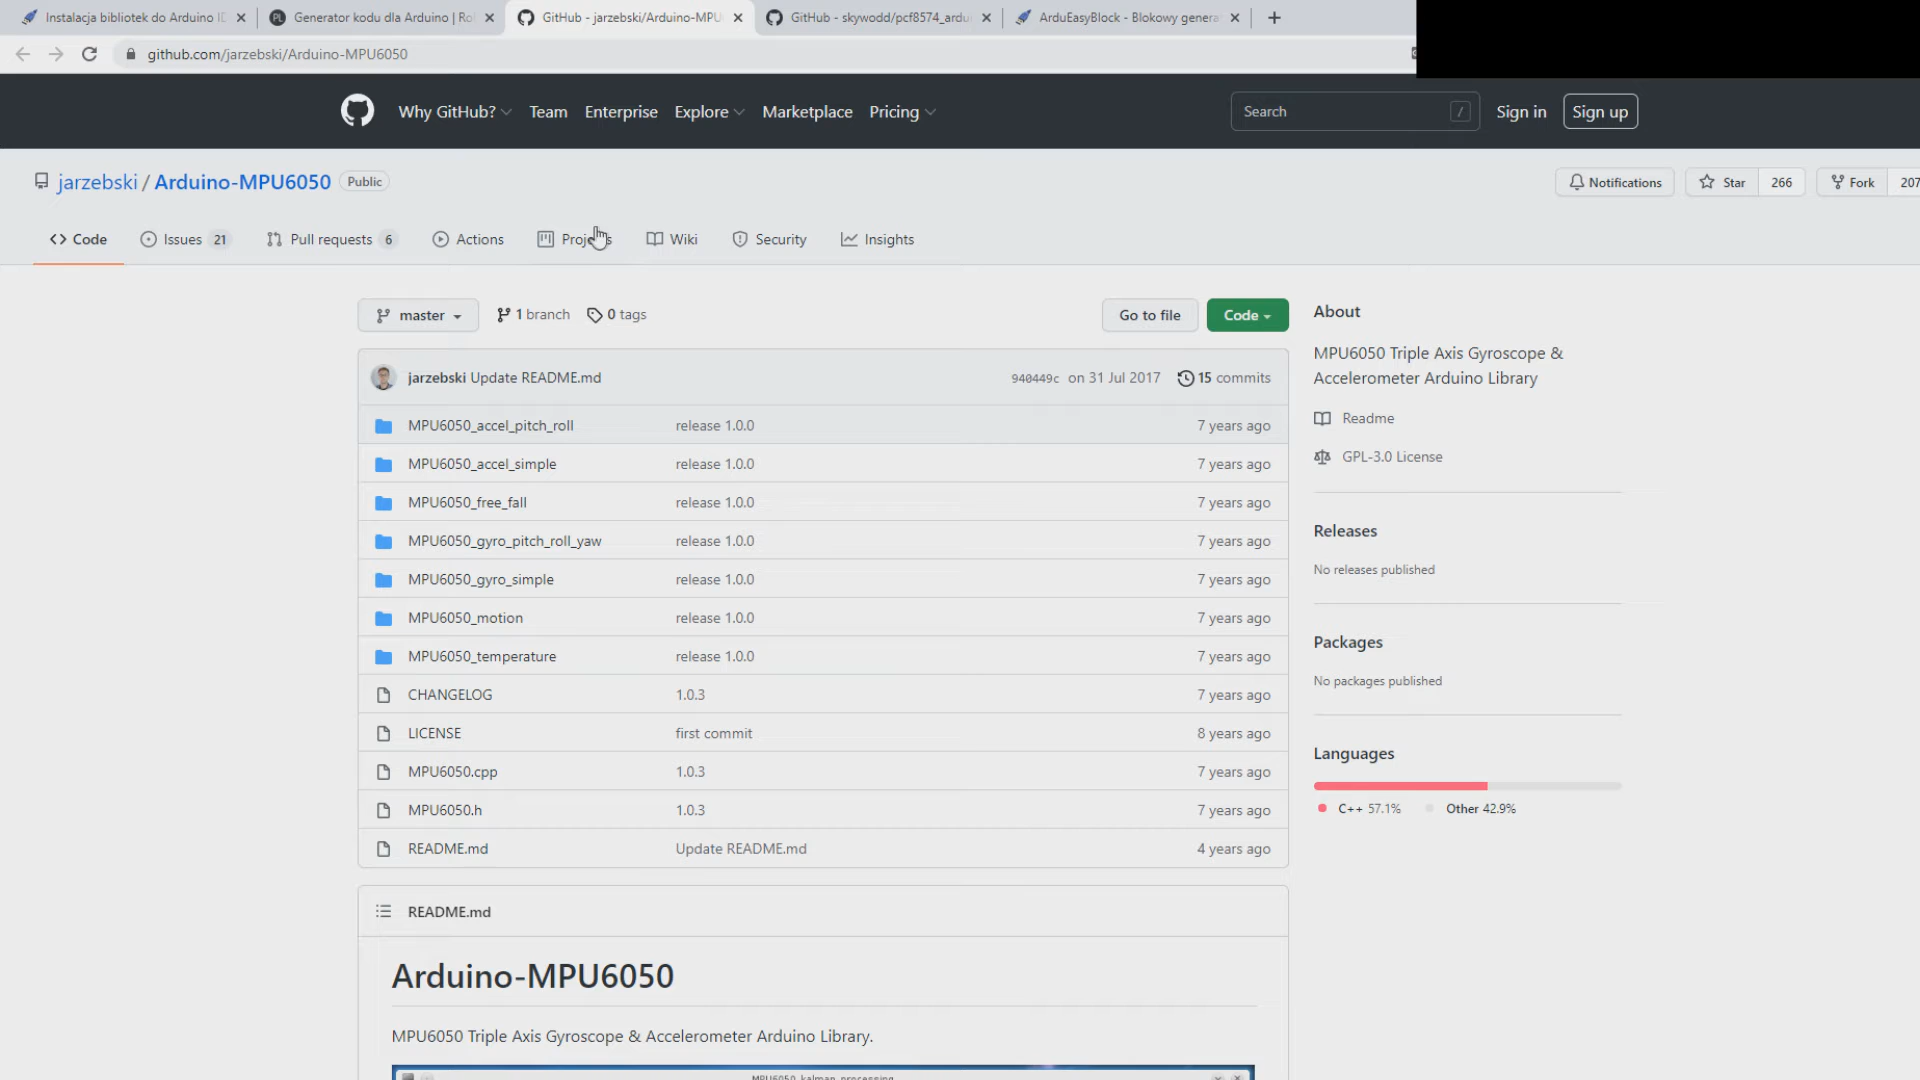 Instalacja bibliotek do Arduino ID
Generator kodu dla Arduino | Ro
GitHub - jarzebski/Arduino-MPU
GitHub - skywodd/pcf8574_ardu
ArduEasyBlock - Blokowy genera
github.com/jarzebski/Arduino-MPU6050
Why GitHub? Team Enterprise Explore Marketplace Pricing
Search /
Sign in Sign up
jarzebski / Arduino-MPU6050 Public
Notifications Star 266 Fork 207
Code Issues 21 Pull requests 6 Actions Projects Wiki Security Insights
master 1 branch 0 tags Go to file Code
jarzebski Update README.md 940449c on 31 Jul 2017 15 commits
MPU6050_accel_pitch_roll release 1.0.0 7 years ago
MPU6050_accel_simple release 1.0.0 7 years ago
MPU6050_free_fall release 1.0.0 7 years ago
MPU6050_gyro_pitch_roll_yaw release 1.0.0 7 years ago
MPU6050_gyro_simple release 1.0.0 7 years ago
MPU6050_motion release 1.0.0 7 years ago
MPU6050_temperature release 1.0.0 7 years ago
CHANGELOG 1.0.3 7 years ago
LICENSE first commit 8 years ago
MPU6050.cpp 1.0.3 7 years ago
MPU6050.h 1.0.3 7 years ago
README.md Update README.md 4 years ago
README.md
Arduino-MPU6050
MPU6050 Triple Axis Gyroscope & Accelerometer Arduino Library.
MPU6050_kalman_processing
About
MPU6050 Triple Axis Gyroscope &
Accelerometer Arduino Library
Readme
GPL-3.0 License
Releases
No releases published
Packages
No packages published
Languages
C++ 57.1% Other 42.9%